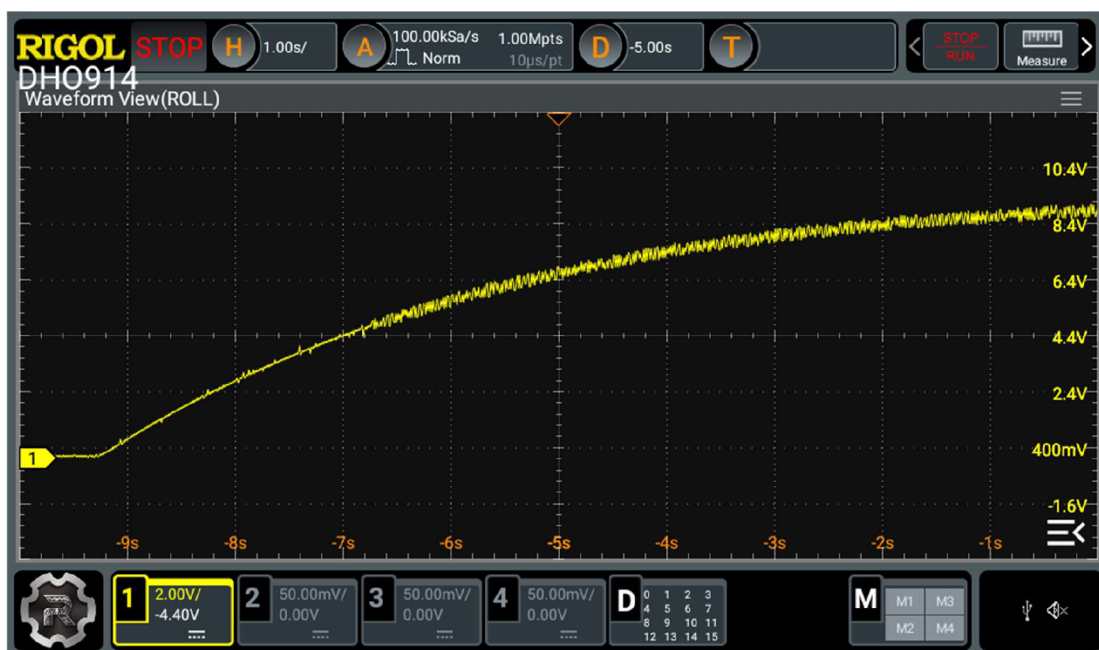 RIGOL STOP H 1.00s/ A 100.00kSa/s 1.00Mpts D -5.00s T STOP
Norm 10μs/pt RUN Measure
DHO914
Waveform View(ROLL)
10.4V
8.4V
6.4V
4.4V
2.4V
1 400mV
-1.6V
-9s -8s -7s -6s -5s -4s -3s -2s -1s
1 2.00V/ 2 50.00mV/ 3 50.00mV/ 4 50.00mV/ D 0 1 2 3 M M1 M3
-4.40V 0.00V 0.00V 0.00V 4 5 6 7
8 9 10 11 M2 M4
12 13 14 15
R